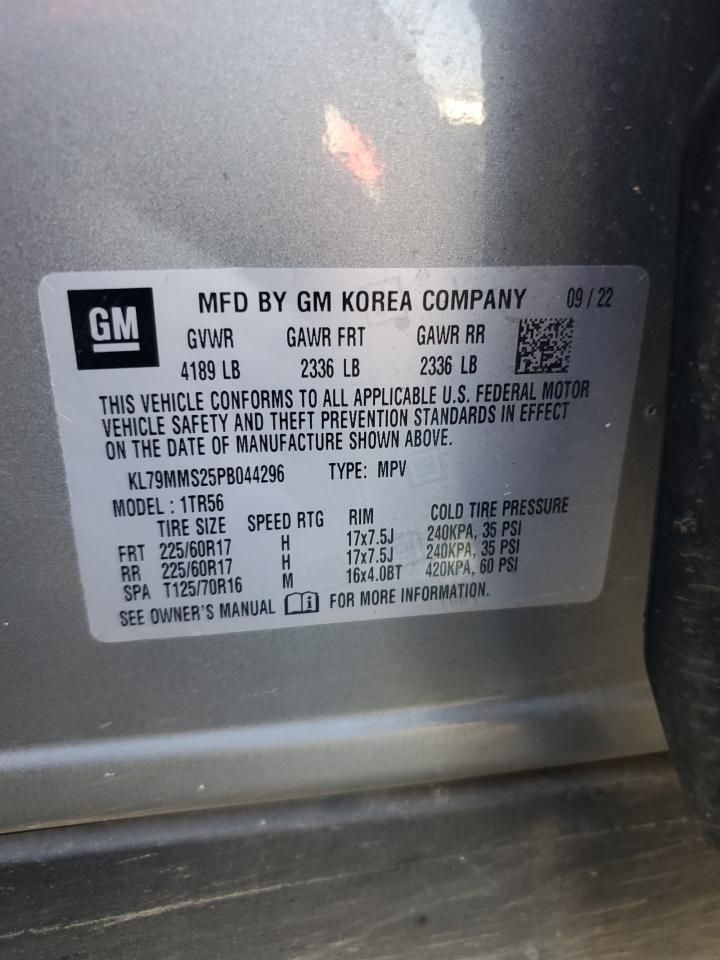 GM
MFD BY GM KOREA COMPANY 09 / 22
GVWR GAWR FRT GAWR RR
4189 LB 2336 LB 2336 LB
THIS VEHICLE CONFORMS TO ALL APPLICABLE U.S. FEDERAL MOTOR
VEHICLE SAFETY AND THEFT PREVENTION STANDARDS IN EFFECT
ON THE DATE OF MANUFACTURE SHOWN ABOVE.
KL79MMS25PB044296 TYPE: MPV
MODEL : 1TR56
TIRE SIZE SPEED RTG RIM COLD TIRE PRESSURE
FRT 225/60R17 H 17x7.5J 240KPA, 35 PSI
RR 225/60R17 H 17x7.5J 240KPA, 35 PSI
SPA T125/70R16 M 16x4.0BT 420KPA, 60 PSI
SEE OWNER'S MANUAL FOR MORE INFORMATION.